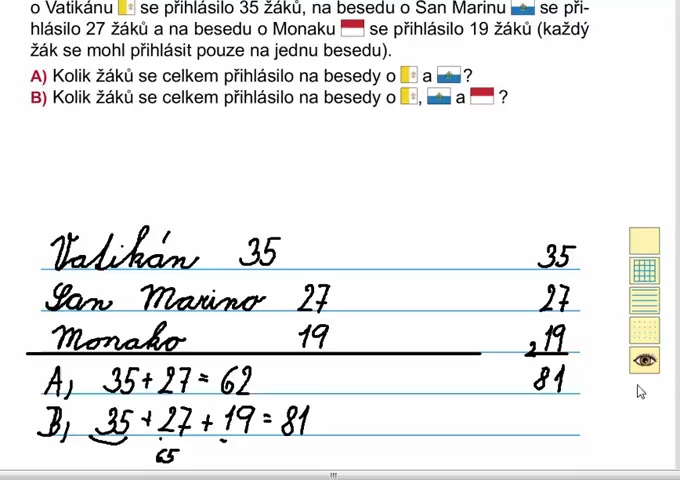 o Vatikánu se přihlásilo 35 žáků, na besedu o San Marinu se při-
hlásilo 27 žáků a na besedu o Monaku se přihlásilo 19 žáků (každý
žák se mohl přihlásit pouze na jednu besedu).
A) Kolik žáků se celkem přihlásilo na besedy o a ?
B) Kolik žáků se celkem přihlásilo na besedy o , a ?
Vatikán 35 35
San Marino 27 27
Monako 19 2 19
A, 35 + 27 = 62 81
B, 35 + 27 + 19 = 81
65